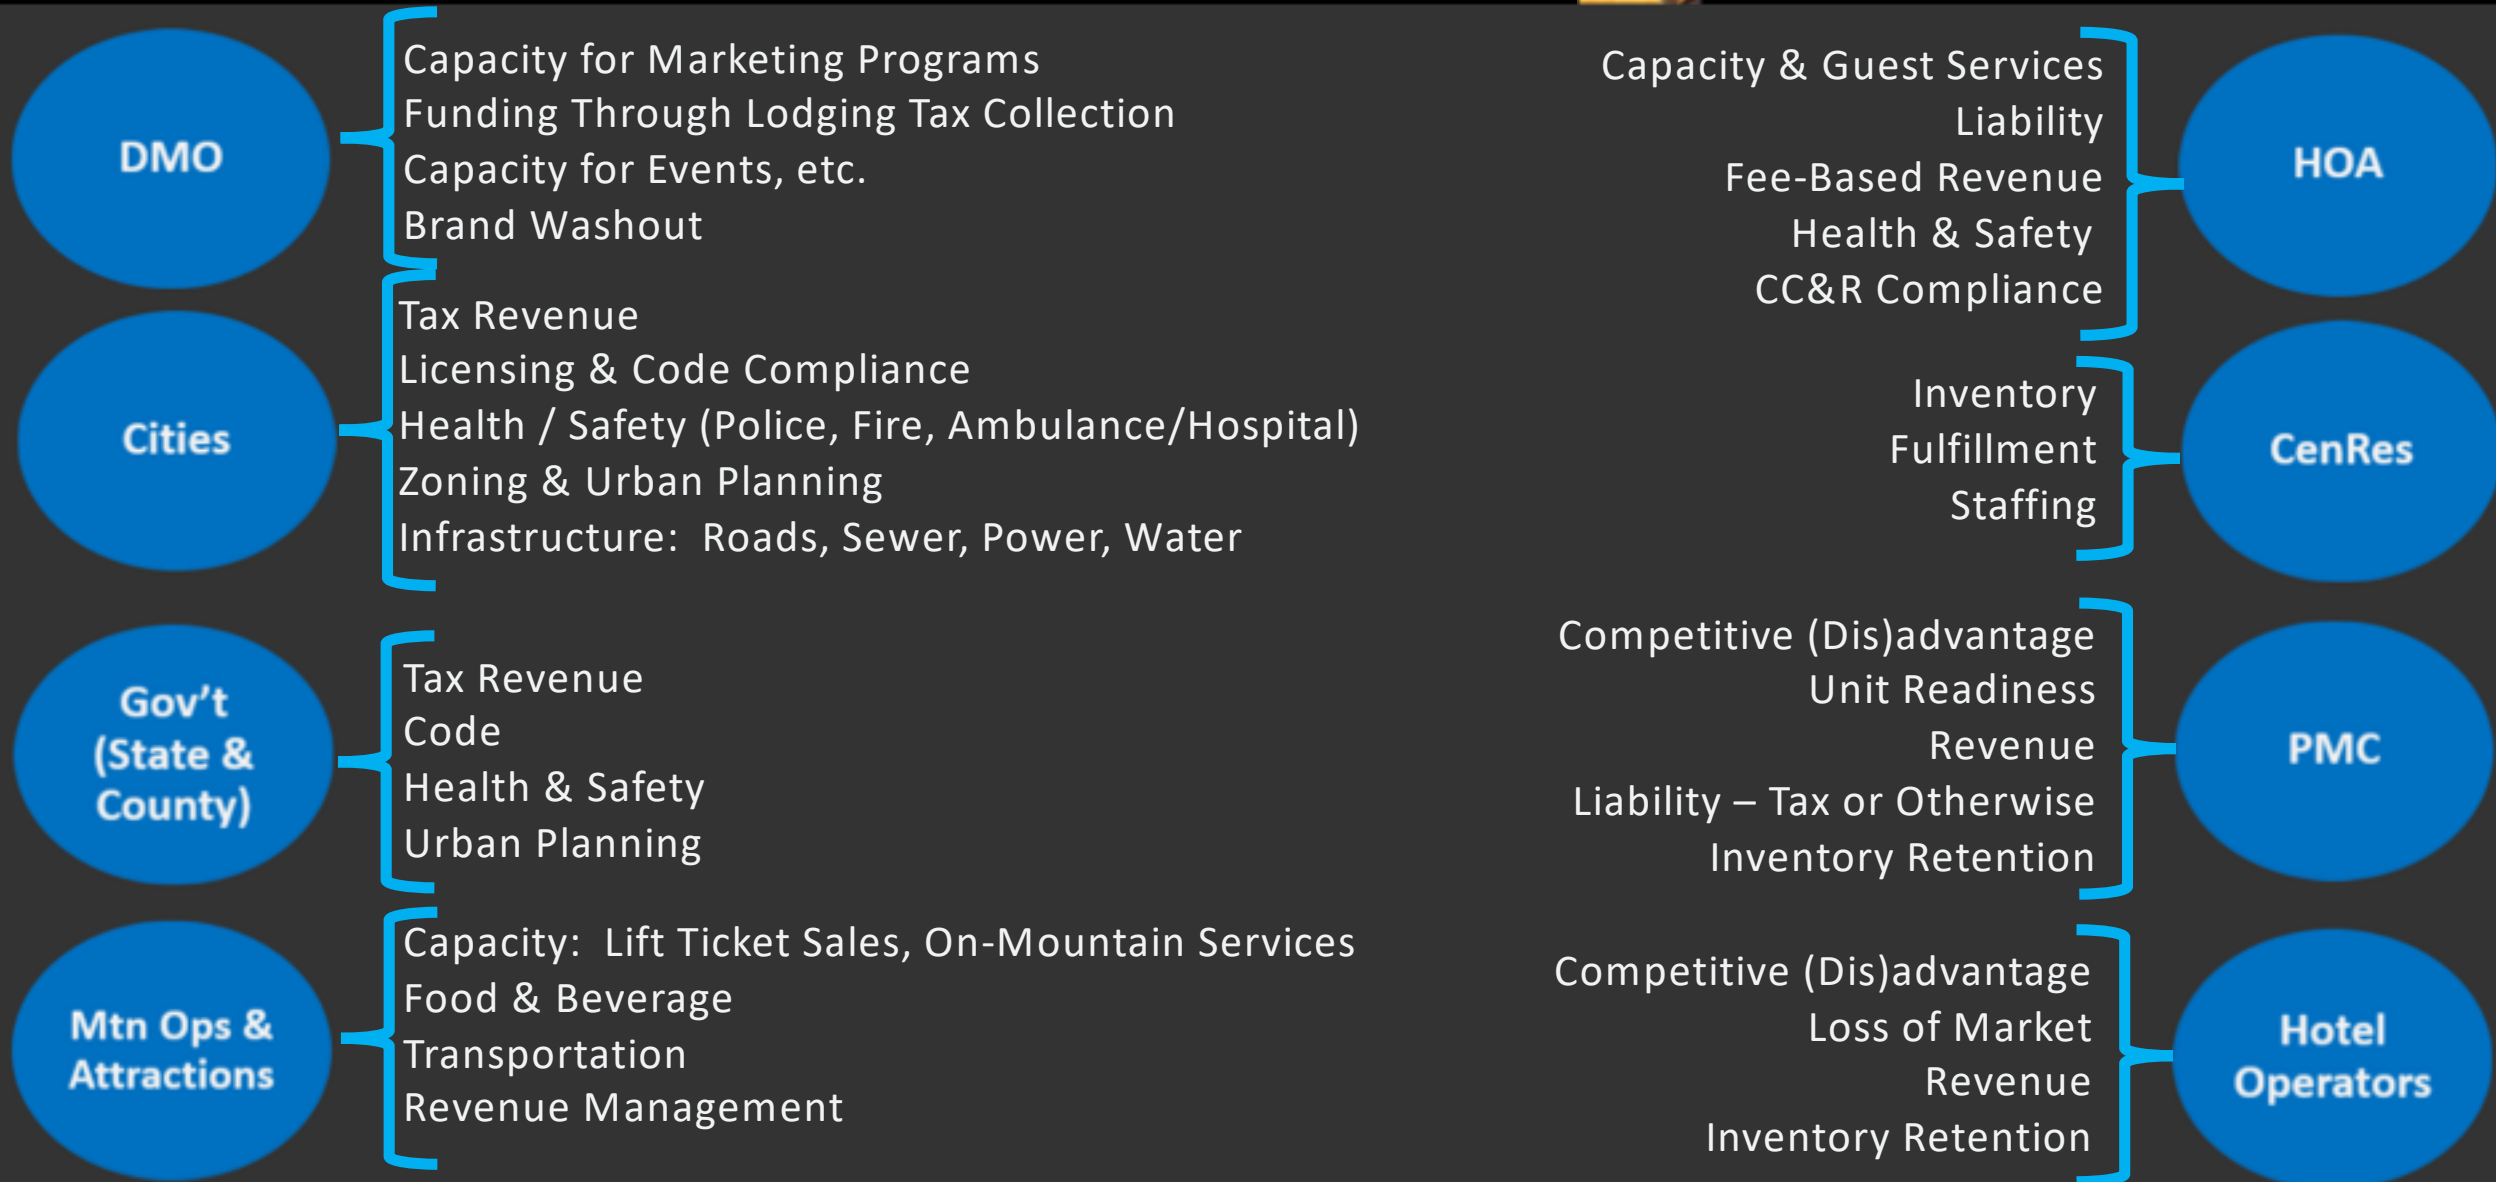 DMO
Capacity for Marketing Programs
Funding Through Lodging Tax Collection
Capacity for Events, etc.
Brand Washout
Cities
Tax Revenue
Licensing & Code Compliance
Health / Safety (Police, Fire, Ambulance/Hospital)
Zoning & Urban Planning
Infrastructure:  Roads, Sewer, Power, Water
Gov't
(State &
County)
Tax Revenue
Code
Health & Safety
Urban Planning
Mtn Ops &
Attractions
Capacity:  Lift Ticket Sales, On-Mountain Services
Food & Beverage
Transportation
Revenue Management
Capacity & Guest Services
Liability
Fee-Based Revenue
Health & Safety
CC&R Compliance
HOA
Inventory
Fulfillment
Staffing
CenRes
Competitive (Dis)advantage
Unit Readiness
Revenue
Liability – Tax or Otherwise
Inventory Retention
PMC
Competitive (Dis)advantage
Loss of Market
Revenue
Inventory Retention
Hotel
Operators